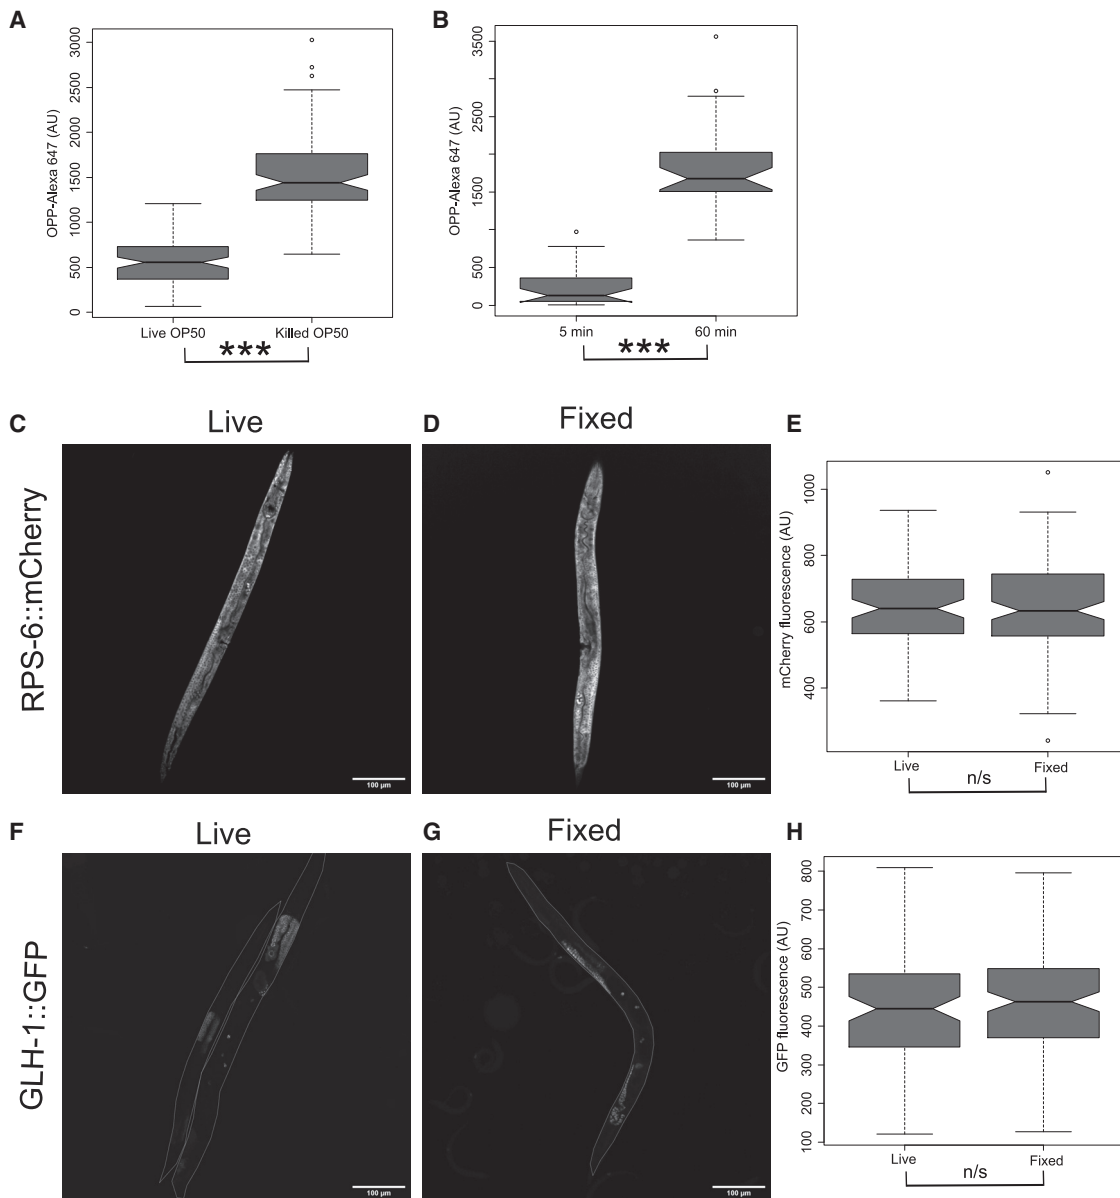 A
OPP-Alexa 647 (AU)
3000
2500
2000
1500
1000
500
0
Live OP50
Killed OP50
***
B
OPP-Alexa 647 (AU)
3500
2500
1500
500
0
5 min
60 min
***
C
Live
RPS-6::mCherry
100 µm
D
Fixed
100 µm
E
mCherry fluorescence (AU)
1000
800
600
400
Live
Fixed
n/s
F
Live
GLH-1::GFP
100 µm
G
Fixed
100 µm
H
GFP fluorescence (AU)
800
700
600
500
400
300
200
100
Live
Fixed
n/s